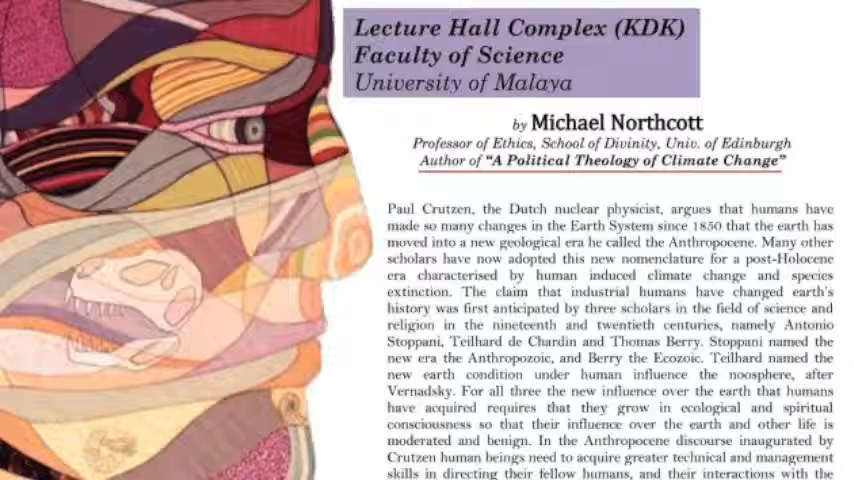 Lecture Hall Complex (KDK)
Faculty of Science
University of Malaya
by Michael Northcott
Professor of Ethics, School of Divinity, Univ. of Edinburgh
Author of “A Political Theology of Climate Change”
Paul Crutzen, the Dutch nuclear physicist, argues that humans have
made so many changes in the Earth System since 1850 that the earth has
moved into a new geological era he called the Anthropocene. Many other
scholars have now adopted this new nomenclature for a post-Holocene
era characterised by human induced climate change and species
extinction. The claim that industrial humans have changed earth's
history was first anticipated by three scholars in the field of science and
religion in the nineteenth and twentieth centuries, namely Antonio
Stoppani, Teilhard de Chardin and Thomas Berry. Stoppani named the
new era the Anthropozoic, and Berry the Ecozoic. Teilhard named the
new earth condition under human influence the noosphere, after
Vernadsky. For all three the new influence over the earth that humans
have acquired requires that they grow in ecological and spiritual
consciousness so that their influence over the earth and other life is
moderated and benign. In the Anthropocene discourse inaugurated by
Crutzen human beings need to acquire greater technical and management
skills in directing their fellow humans, and their interactions with the